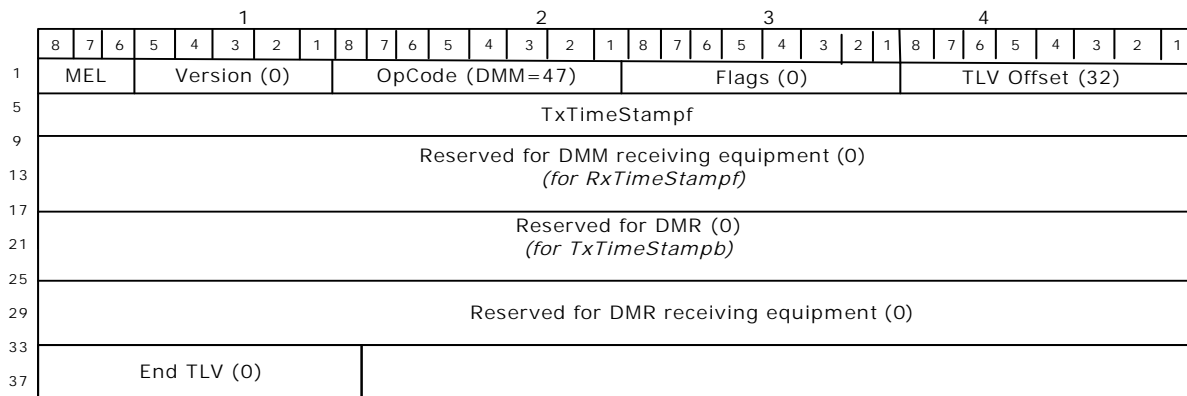 1 2 3 4
8 7 6 5 4 3 2 1 8 7 6 5 4 3 2 1 8 7 6 5 4 3 2 1 8 7 6 5 4 3 2 1
1 MEL Version (0) OpCode (DMM=47) Flags (0) TLV Offset (32)
5 TxTimeStampf
9 Reserved for DMM receiving equipment (0)
13 (for RxTimeStampf)
17 Reserved for DMR (0)
21 (for TxTimeStampb)
25
29 Reserved for DMR receiving equipment (0)
33
End TLV (0)
37